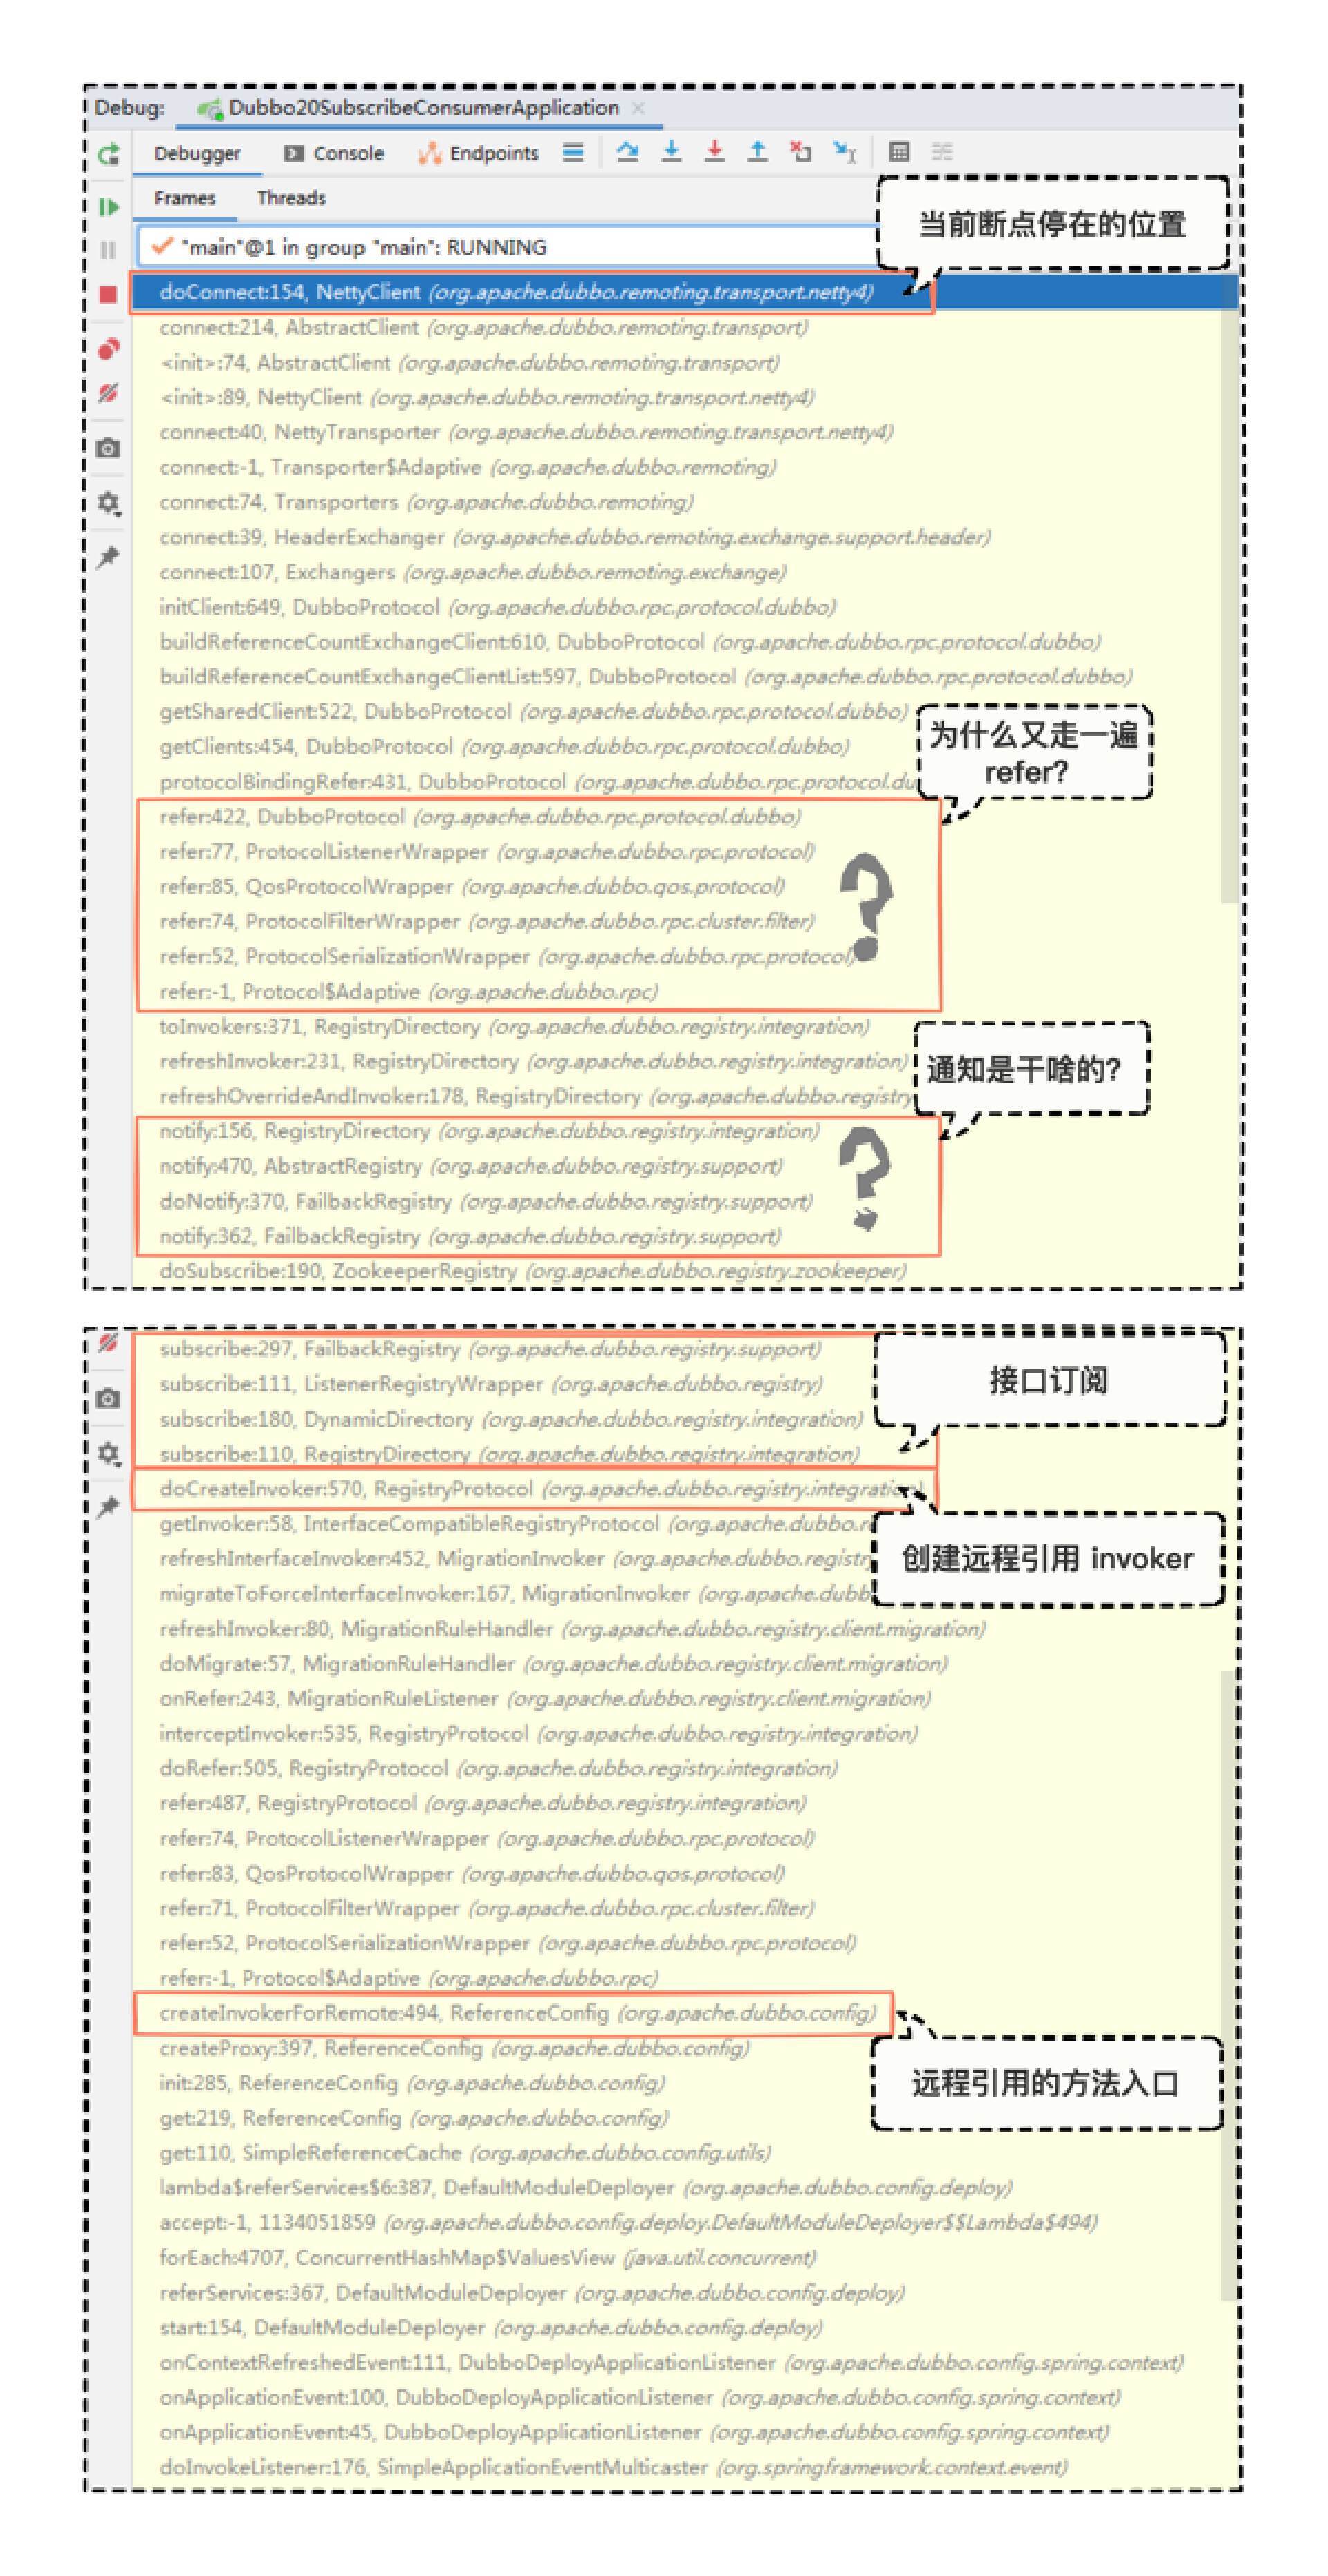 Debug: Dubbo20SubscribeConsumerApplication
Debugger Console Endpoints
Frames Threads
当前断点停在的位置
"main"@1 in group "main": RUNNING
doConnect:154, NettyClient (org.apache.dubbo.remoting.transport.netty4)
connect:214, AbstractClient (org.apache.dubbo.remoting.transport)
<init>:74, AbstractClient (org.apache.dubbo.remoting.transport)
<init>:89, NettyClient (org.apache.dubbo.remoting.transport.netty4)
connect:40, NettyTransporter (org.apache.dubbo.remoting.transport.netty4)
connect:-1, Transporter$Adaptive (org.apache.dubbo.remoting)
connect:74, Transporters (org.apache.dubbo.remoting)
connect:39, HeaderExchanger (org.apache.dubbo.remoting.exchange.support.header)
connect:107, Exchangers (org.apache.dubbo.remoting.exchange)
initClient:649, DubboProtocol (org.apache.dubbo.rpc.protocol.dubbo)
buildReferenceCountExchangeClient:610, DubboProtocol (org.apache.dubbo.rpc.protocol.dubbo)
buildReferenceCountExchangeClientList:597, DubboProtocol (org.apache.dubbo.rpc.protocol.dubbo)
getSharedClient:522, DubboProtocol (org.apache.dubbo.rpc.protocol.dubbo)
为什么又走一遍
refer?
getClients:454, DubboProtocol (org.apache.dubbo.rpc.protocol.dubbo)
protocolBindingRefer:431, DubboProtocol (org.apache.dubbo.rpc.protocol.du
refer:422, DubboProtocol (org.apache.dubbo.rpc.protocol.dubbo)
refer:77, ProtocolListenerWrapper (org.apache.dubbo.rpc.protocol)
refer:85, QosProtocolWrapper (org.apache.dubbo.qos.protocol)
?
refer:74, ProtocolFilterWrapper (org.apache.dubbo.rpc.cluster.filter)
refer:52, ProtocolSerializationWrapper (org.apache.dubbo.rpc.protocol)
refer:-1, Protocol$Adaptive (org.apache.dubbo.rpc)
toInvokers:371, RegistryDirectory (org.apache.dubbo.registry.integration)
refreshInvoker:231, RegistryDirectory (org.apache.dubbo.registry.integration)
通知是干啥的?
refreshOverrideAndInvoker:178, RegistryDirectory (org.apache.dubbo.registry
notify:156, RegistryDirectory (org.apache.dubbo.registry.integration)
notify:470, AbstractRegistry (org.apache.dubbo.registry.support)
?
doNotify:370, FailbackRegistry (org.apache.dubbo.registry.support)
notify:362, FailbackRegistry (org.apache.dubbo.registry.support)
doSubscribe:190, ZookeeperRegistry (org.apache.dubbo.registry.zookeeper)
subscribe:297, FailbackRegistry (org.apache.dubbo.registry.support)
接口订阅
subscribe:111, ListenerRegistryWrapper (org.apache.dubbo.registry)
subscribe:180, DynamicDirectory (org.apache.dubbo.registry.integration)
subscribe:110, RegistryDirectory (org.apache.dubbo.registry.integration)
doCreateInvoker:570, RegistryProtocol (org.apache.dubbo.registry.integration)
getInvoker:58, InterfaceCompatibleRegistryProtocol (org.apache.dubbo.r
创建远程引用 invoker
refreshInterfaceInvoker:452, MigrationInvoker (org.apache.dubbo.registr
migrateToForceInterfaceInvoker:167, MigrationInvoker (org.apache.dubb
refreshInvoker:80, MigrationRuleHandler (org.apache.dubbo.registry.client.migration)
doMigrate:57, MigrationRuleHandler (org.apache.dubbo.registry.client.migration)
onRefer:243, MigrationRuleListener (org.apache.dubbo.registry.client.migration)
interceptInvoker:535, RegistryProtocol (org.apache.dubbo.registry.integration)
doRefer:505, RegistryProtocol (org.apache.dubbo.registry.integration)
refer:487, RegistryProtocol (org.apache.dubbo.registry.integration)
refer:74, ProtocolListenerWrapper (org.apache.dubbo.rpc.protocol)
refer:83, QosProtocolWrapper (org.apache.dubbo.qos.protocol)
refer:71, ProtocolFilterWrapper (org.apache.dubbo.rpc.cluster.filter)
refer:52, ProtocolSerializationWrapper (org.apache.dubbo.rpc.protocol)
refer:-1, Protocol$Adaptive (org.apache.dubbo.rpc)
createInvokerForRemote:494, ReferenceConfig (org.apache.dubbo.config)
createProxy:397, ReferenceConfig (org.apache.dubbo.config)
远程引用的方法入口
init:285, ReferenceConfig (org.apache.dubbo.config)
get:219, ReferenceConfig (org.apache.dubbo.config)
get:110, SimpleReferenceCache (org.apache.dubbo.config.utils)
lambda$referServices$6:387, DefaultModuleDeployer (org.apache.dubbo.config.deploy)
accept:-1, 1134051859 (org.apache.dubbo.config.deploy.DefaultModuleDeployer$$Lambda$494)
forEach:4707, ConcurrentHashMap$ValuesView (java.util.concurrent)
referServices:367, DefaultModuleDeployer (org.apache.dubbo.config.deploy)
start:154, DefaultModuleDeployer (org.apache.dubbo.config.deploy)
onContextRefreshedEvent:111, DubboDeployApplicationListener (org.apache.dubbo.config.spring.context)
onApplicationEvent:100, DubboDeployApplicationListener (org.apache.dubbo.config.spring.context)
onApplicationEvent:45, DubboDeployApplicationListener (org.apache.dubbo.config.spring.context)
doInvokeListener:176, SimpleApplicationEventMulticaster (org.springframework.context.event)